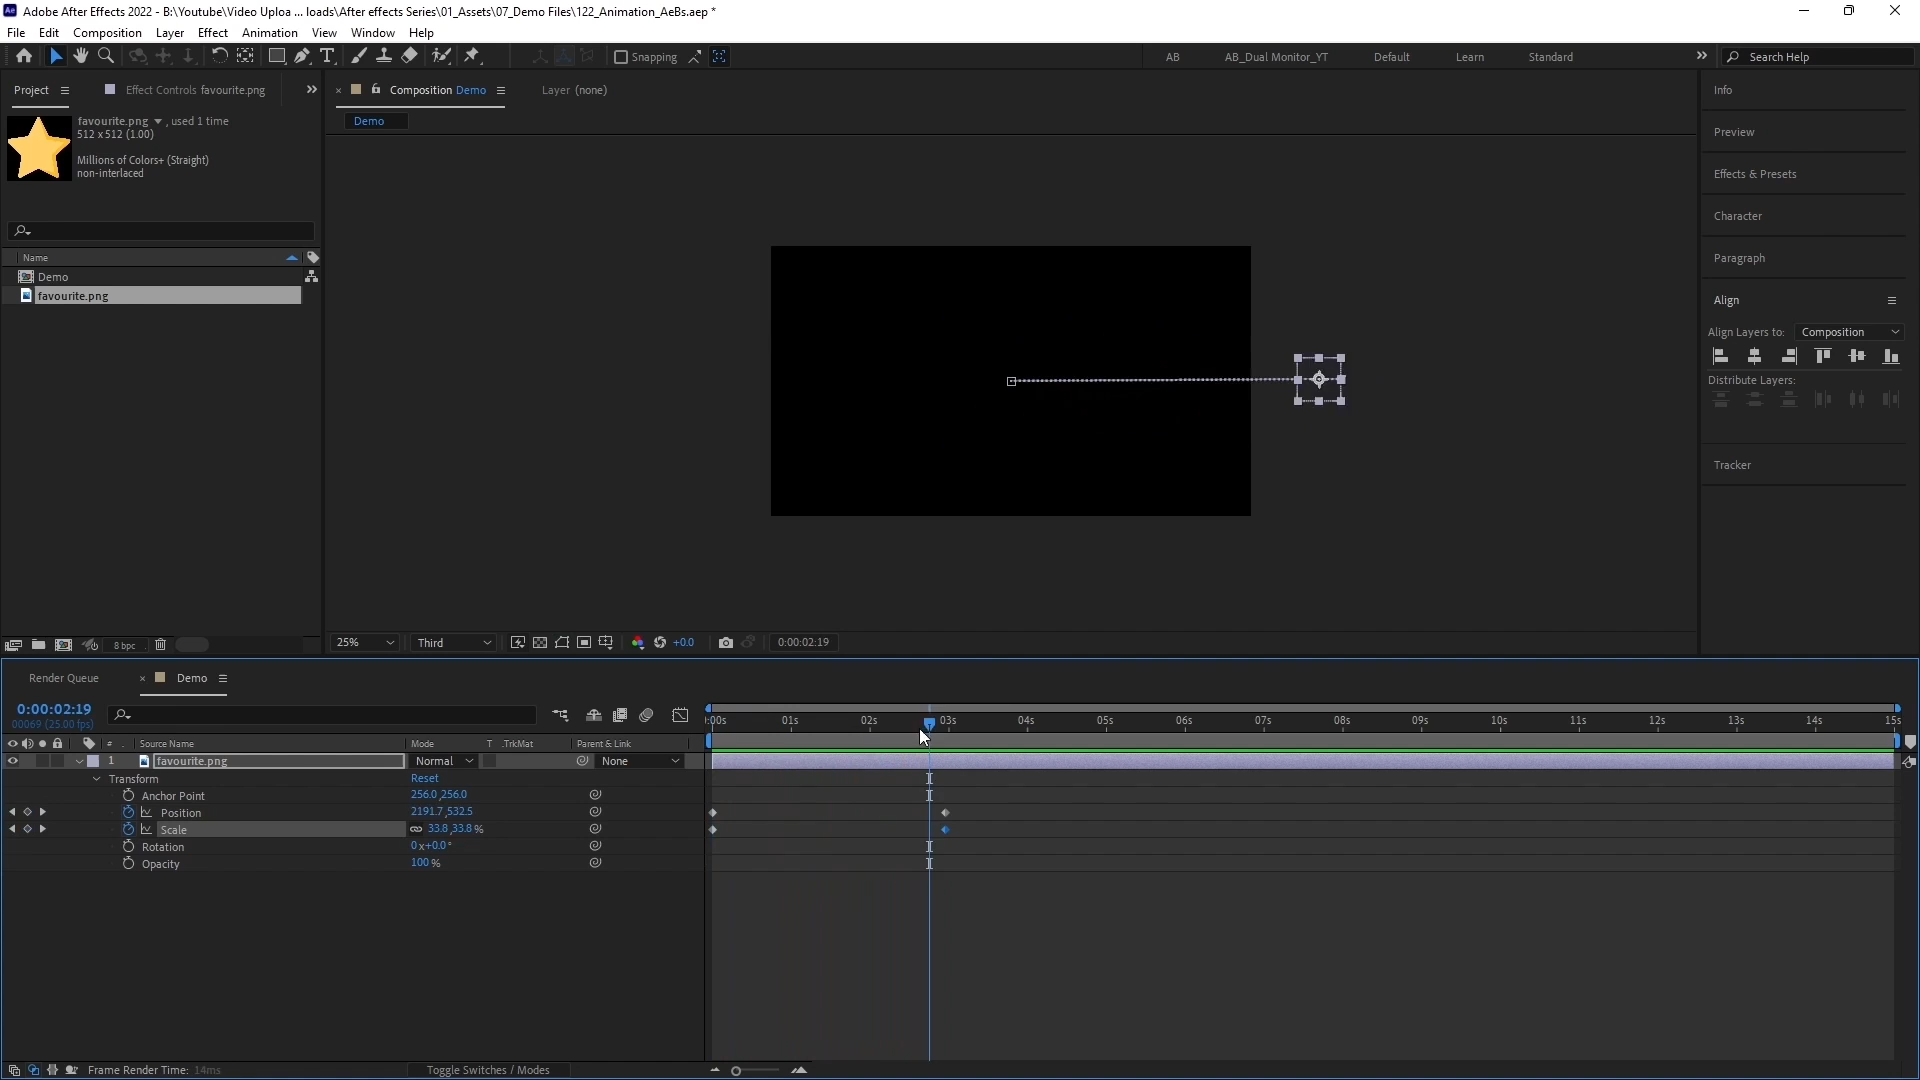 Adobe After Effects 2022 - B:\Youtube\Video Uploa ... loads\After effects Series\01_Assets\07_Demo Files\122_Animation_AeBs.aep *
File Edit Composition Layer Effect Animation View Window Help
Snapping
AB AB_Dual Monitor_YT Default Learn Standard
Search Help
Project
Effect Controls favourite.png
Composition Demo
Layer (none)
Demo
favourite.png , used 1 time
512 x 512 (1.00)
Millions of Colors+ (Straight)
non-interlaced
Name
Demo
favourite.png
8 bpc
25%
Third
+0.0
0:00:02:19
Info
Preview
Effects & Presets
Character
Paragraph
Align
Align Layers to: Composition
Distribute Layers:
Tracker
Render Queue
Demo
0:00:02:19
00069 (25.00 fps)
:00s 01s 02s 03s 04s 05s 06s 07s 08s 09s 10s 11s 12s 13s 14s 15s
# . Source Name Mode T .TrkMat Parent & Link
1 favourite.png Normal None
Transform Reset
Anchor Point 256.0,256.0
Position 2191.7,532.5
Scale 33.8,33.8 %
Rotation 0x+0.0°
Opacity 100 %
Frame Render Time: 14ms
Toggle Switches / Modes